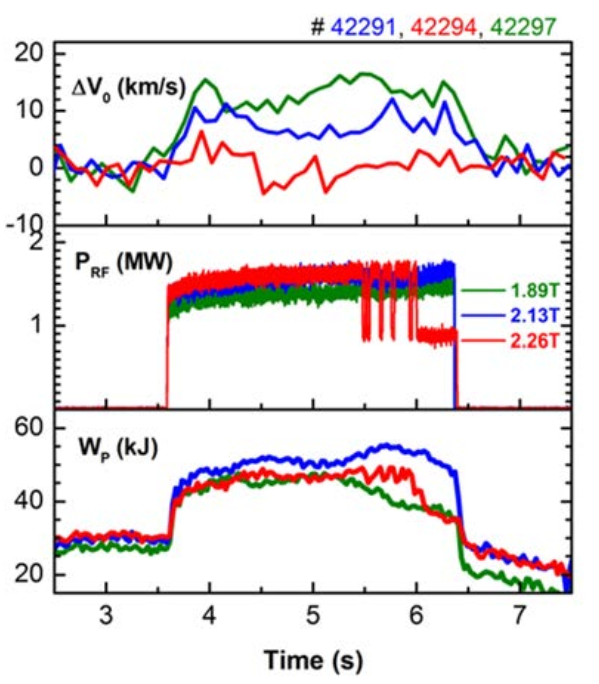 # 42291, 42294, 42297
20
ΔV₀ (km/s)
10
0
-10
2
P_RF (MW)
1.89T
1
2.13T
2.26T
60
W_P (kJ)
40
20
3 4 5 6 7
Time (s)